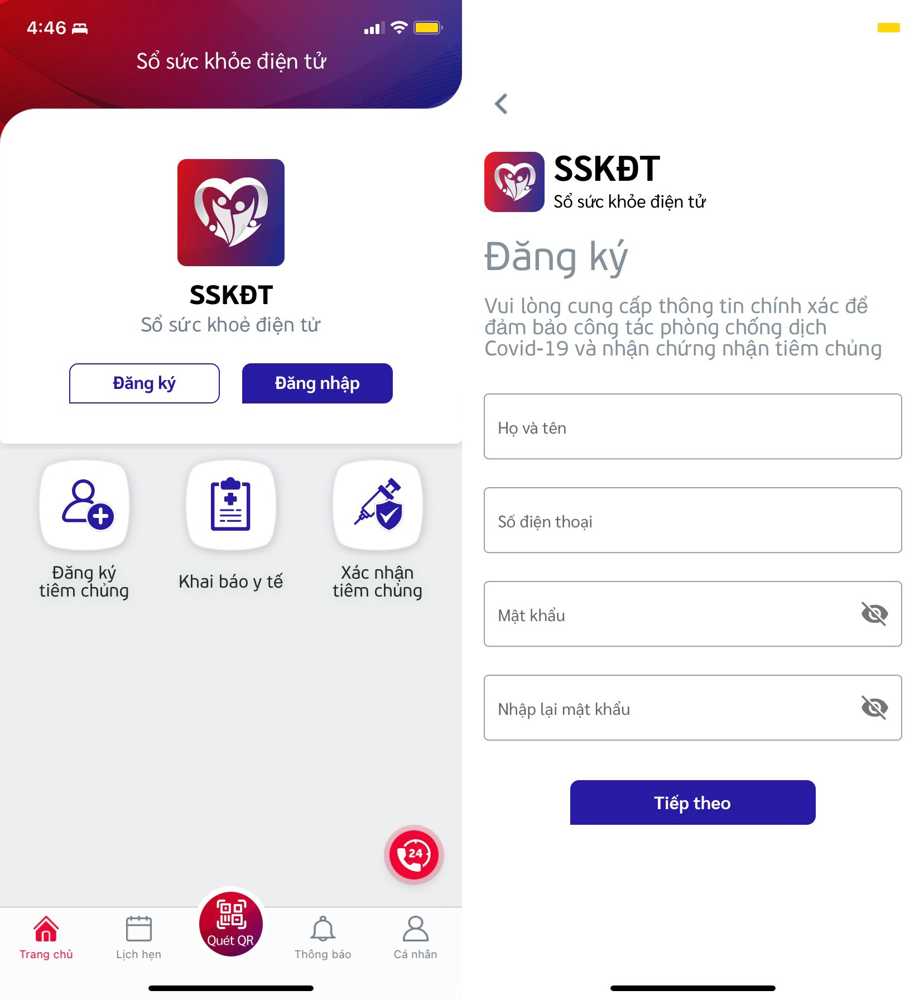 4:46
Sổ sức khỏe điện tử
SSKĐT
Sổ sức khoẻ điện tử
Đăng ký
Đăng nhập
Đăng ký
tiêm chủng
Khai báo y tế
Xác nhận
tiêm chủng
24
Trang chủ
Lịch hẹn
Quét QR
Thông báo
Cá nhân
SSKĐT
Sổ sức khỏe điện tử
Đăng ký
Vui lòng cung cấp thông tin chính xác để
đảm bảo công tác phòng chống dịch
Covid-19 và nhận chứng nhận tiêm chủng
Họ và tên
Số điện thoại
Mật khẩu
Nhập lại mật khẩu
Tiếp theo